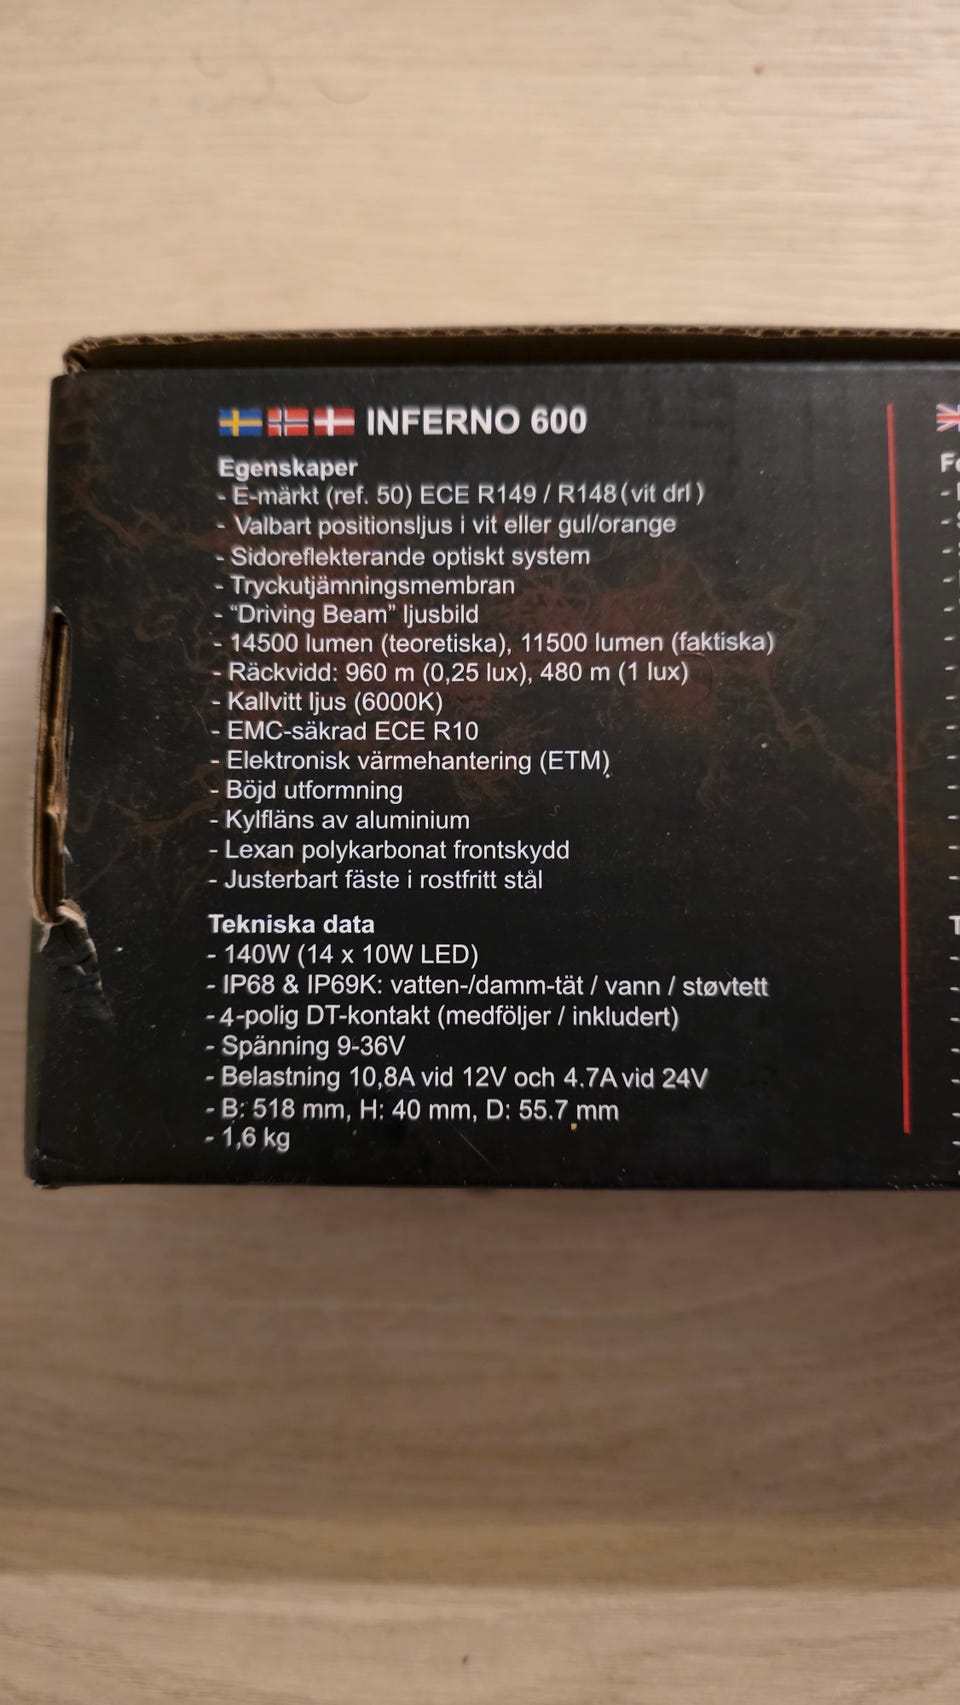 INFERNO 600
Egenskaper
- E-märkt (ref. 50) ECE R149 / R148 (vit drl)
- Valbart positionsljus i vit eller gul/orange
- Sidoreflekterande optiskt system
- Tryckutjämningsmembran
- “Driving Beam” ljusbild
- 14500 lumen (teoretiska), 11500 lumen (faktiska)
- Räckvidd: 960 m (0,25 lux), 480 m (1 lux)
- Kallvitt ljus (6000K)
- EMC-säkrad ECE R10
- Elektronisk värmehantering (ETM)
- Böjd utformning
- Kylfläns av aluminium
- Lexan polykarbonat frontskydd
- Justerbart fäste i rostfritt stål
Tekniska data
- 140W (14 x 10W LED)
- IP68 & IP69K: vatten-/damm-tät / vann / støvtett
- 4-polig DT-kontakt (medföljer / inkludert)
- Spänning 9-36V
- Belastning 10,8A vid 12V och 4.7A vid 24V
- B: 518 mm, H: 40 mm, D: 55.7 mm
- 1,6 kg